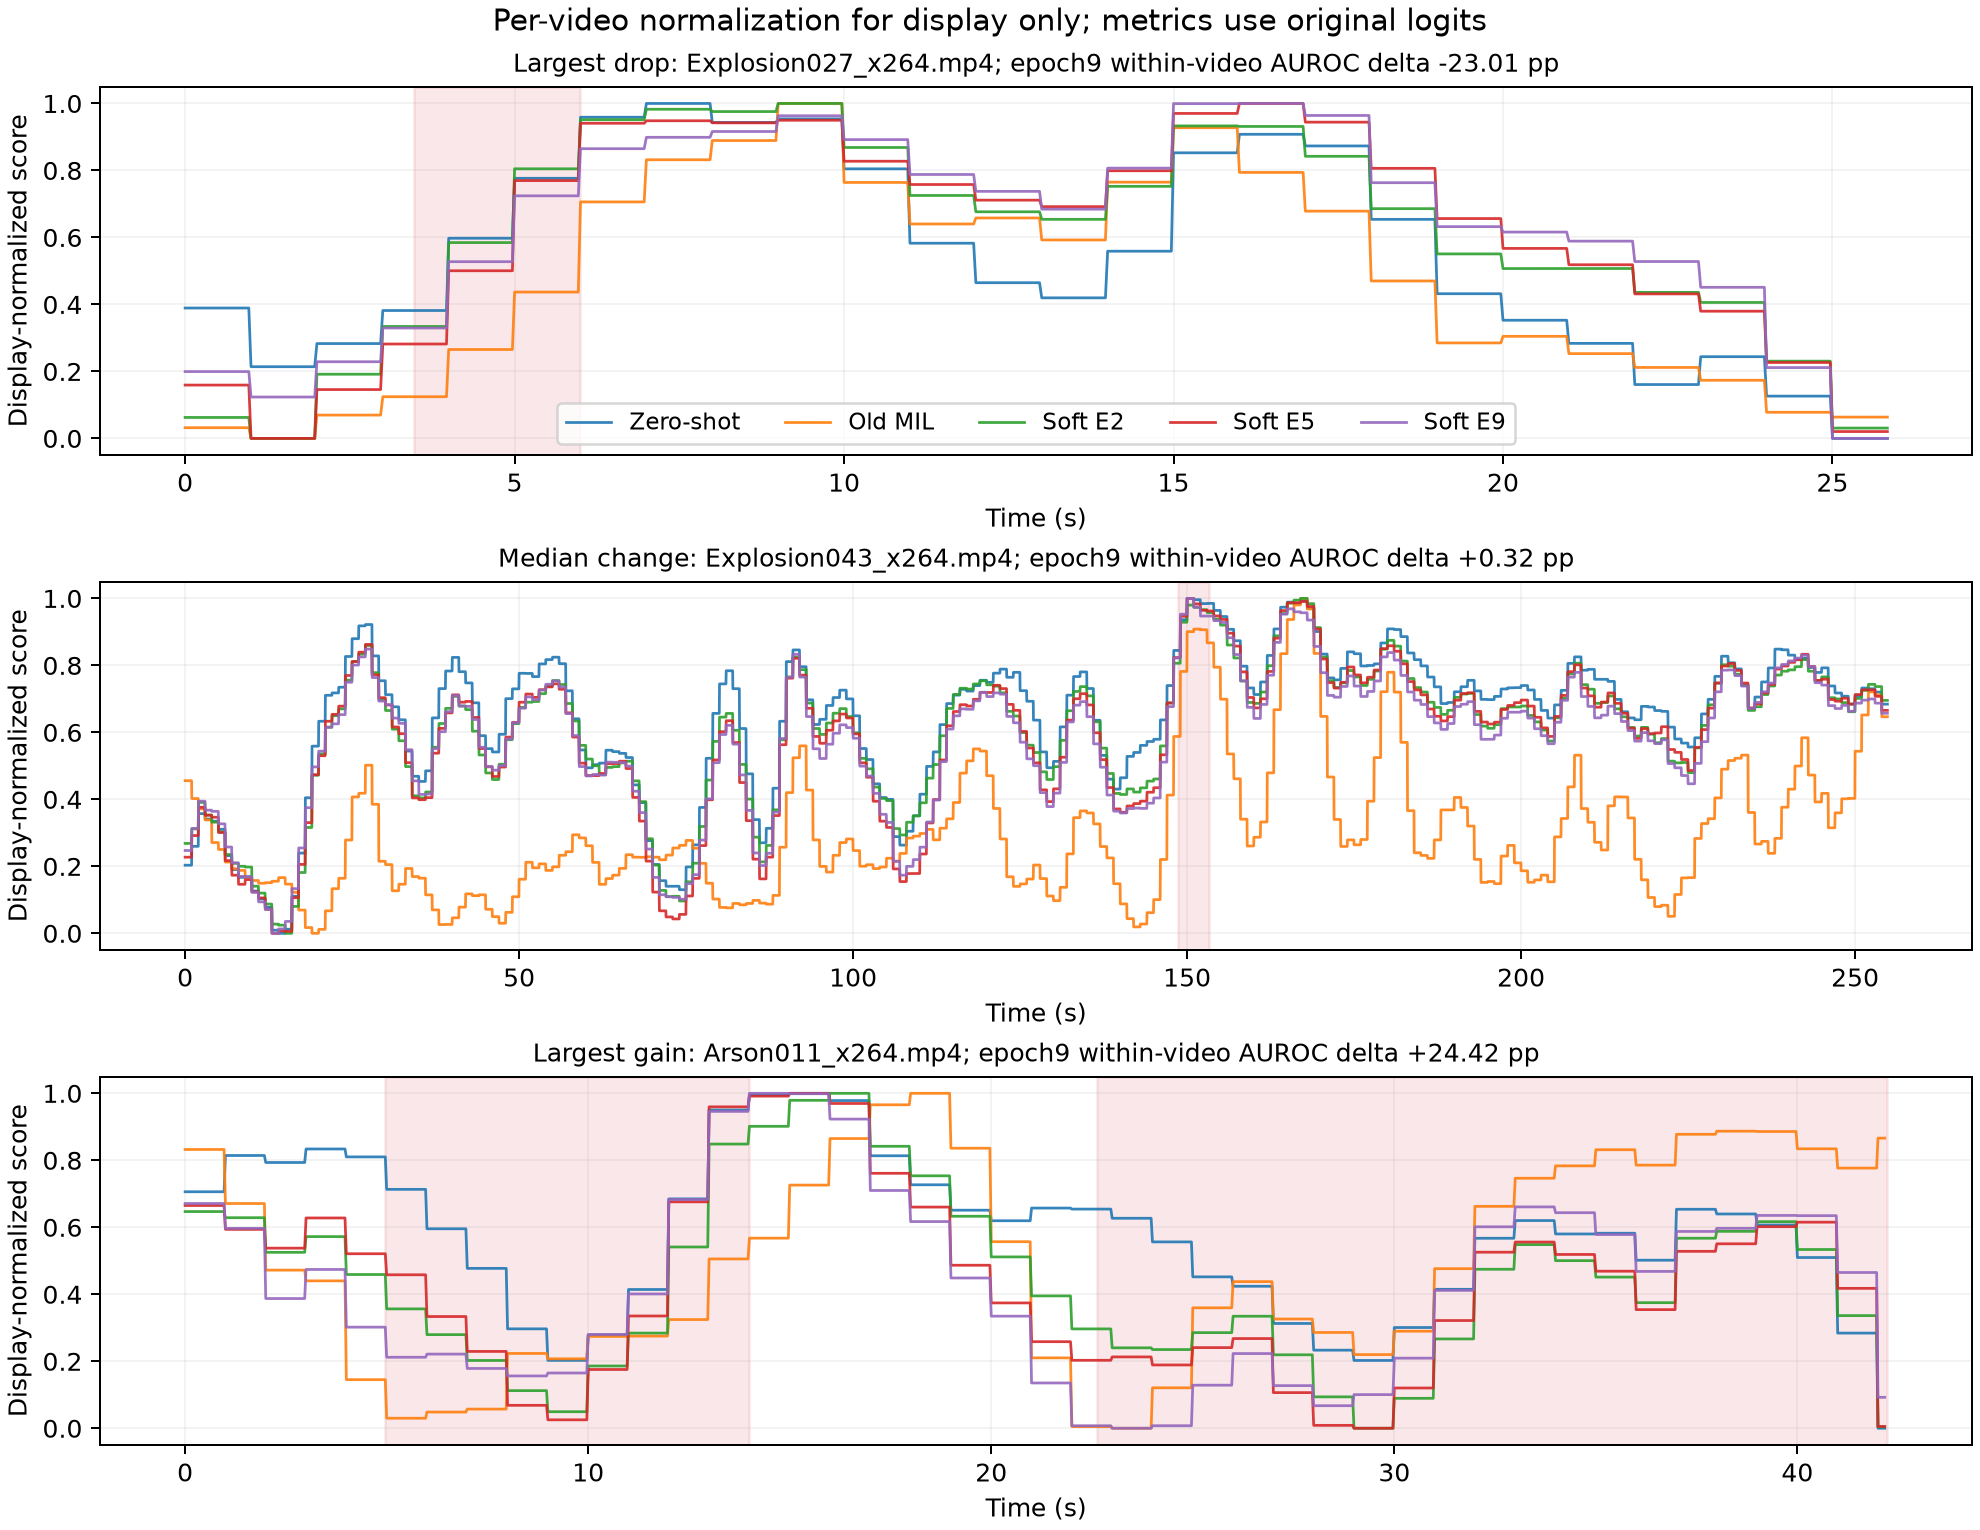 Per-video normalization for display only; metrics use original logits
Largest drop: Explosion027_x264.mp4; epoch9 within-video AUROC delta -23.01 pp
Display-normalized score
1.0
0.8
0.6
0.4
0.2
0.0
Zero-shot Old MIL Soft E2 Soft E5 Soft E9
0 5 10 15 20 25
Time (s)
Median change: Explosion043_x264.mp4; epoch9 within-video AUROC delta +0.32 pp
Display-normalized score
1.0
0.8
0.6
0.4
0.2
0.0
0 50 100 150 200 250
Time (s)
Largest gain: Arson011_x264.mp4; epoch9 within-video AUROC delta +24.42 pp
Display-normalized score
1.0
0.8
0.6
0.4
0.2
0.0
0 10 20 30 40
Time (s)